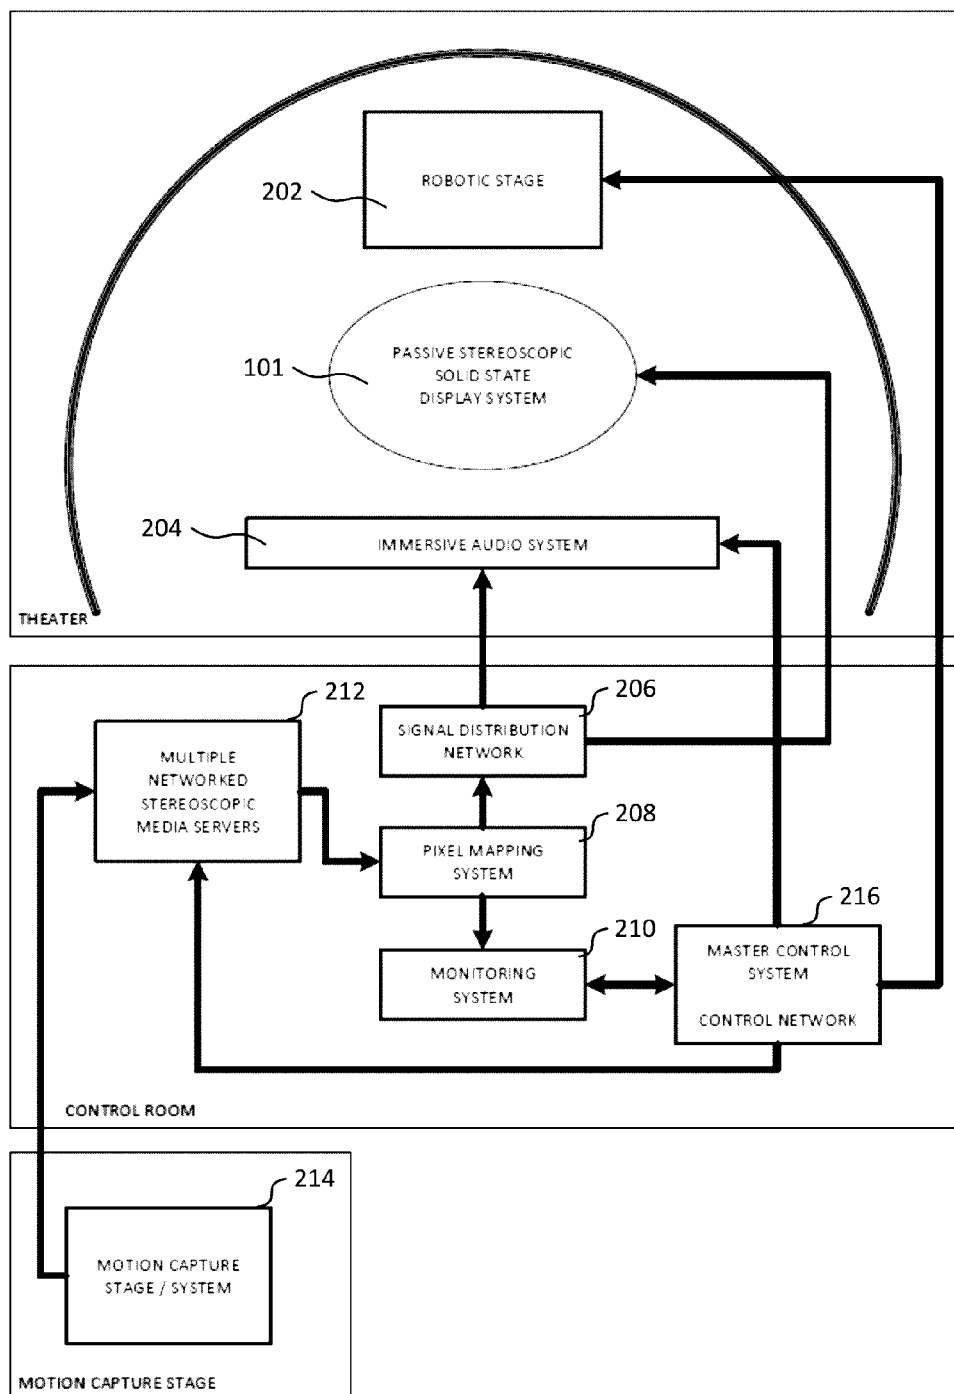 202
ROBOTIC STAGE
101
PASSIVE STEREOSCOPIC
SOLID STATE
DISPLAY SYSTEM
204
IMMERSIVE AUDIO SYSTEM
THEATER
212
MULTIPLE
NETWORKED
STEREOSCOPIC
MEDIA SERVERS
206
SIGNAL DISTRIBUTION
NETWORK
208
PIXEL MAPPING
SYSTEM
210
MONITORING
SYSTEM
216
MASTER CONTROL
SYSTEM
CONTROL NETWORK
CONTROL ROOM
214
MOTION CAPTURE
STAGE / SYSTEM
MOTION CAPTURE STAGE